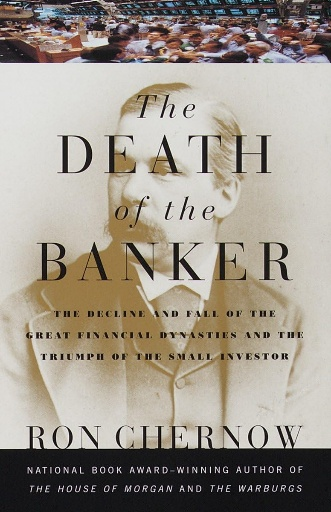 The
DEATH
of the
BANKER
THE DECLINE AND FALL OF THE
GREAT FINANCIAL DYNASTIES AND THE
TRIUMPH OF THE SMALL INVESTOR
RON CHERNOW
NATIONAL BOOK AWARD–WINNING AUTHOR OF
THE HOUSE OF MORGAN AND THE WARBURGS